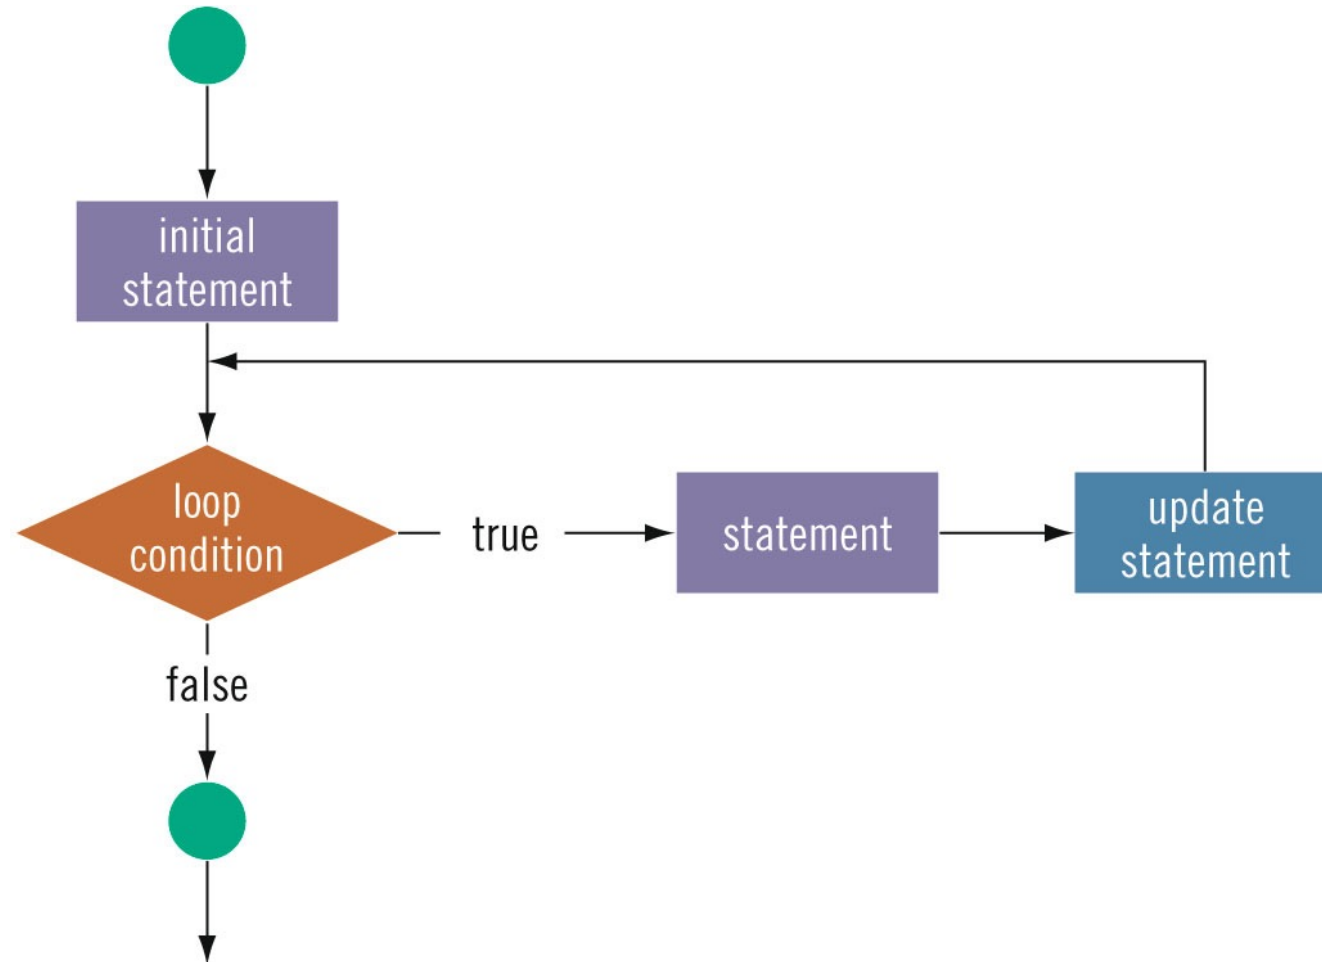 initial
statement
loop
condition
true
statement
update
statement
false